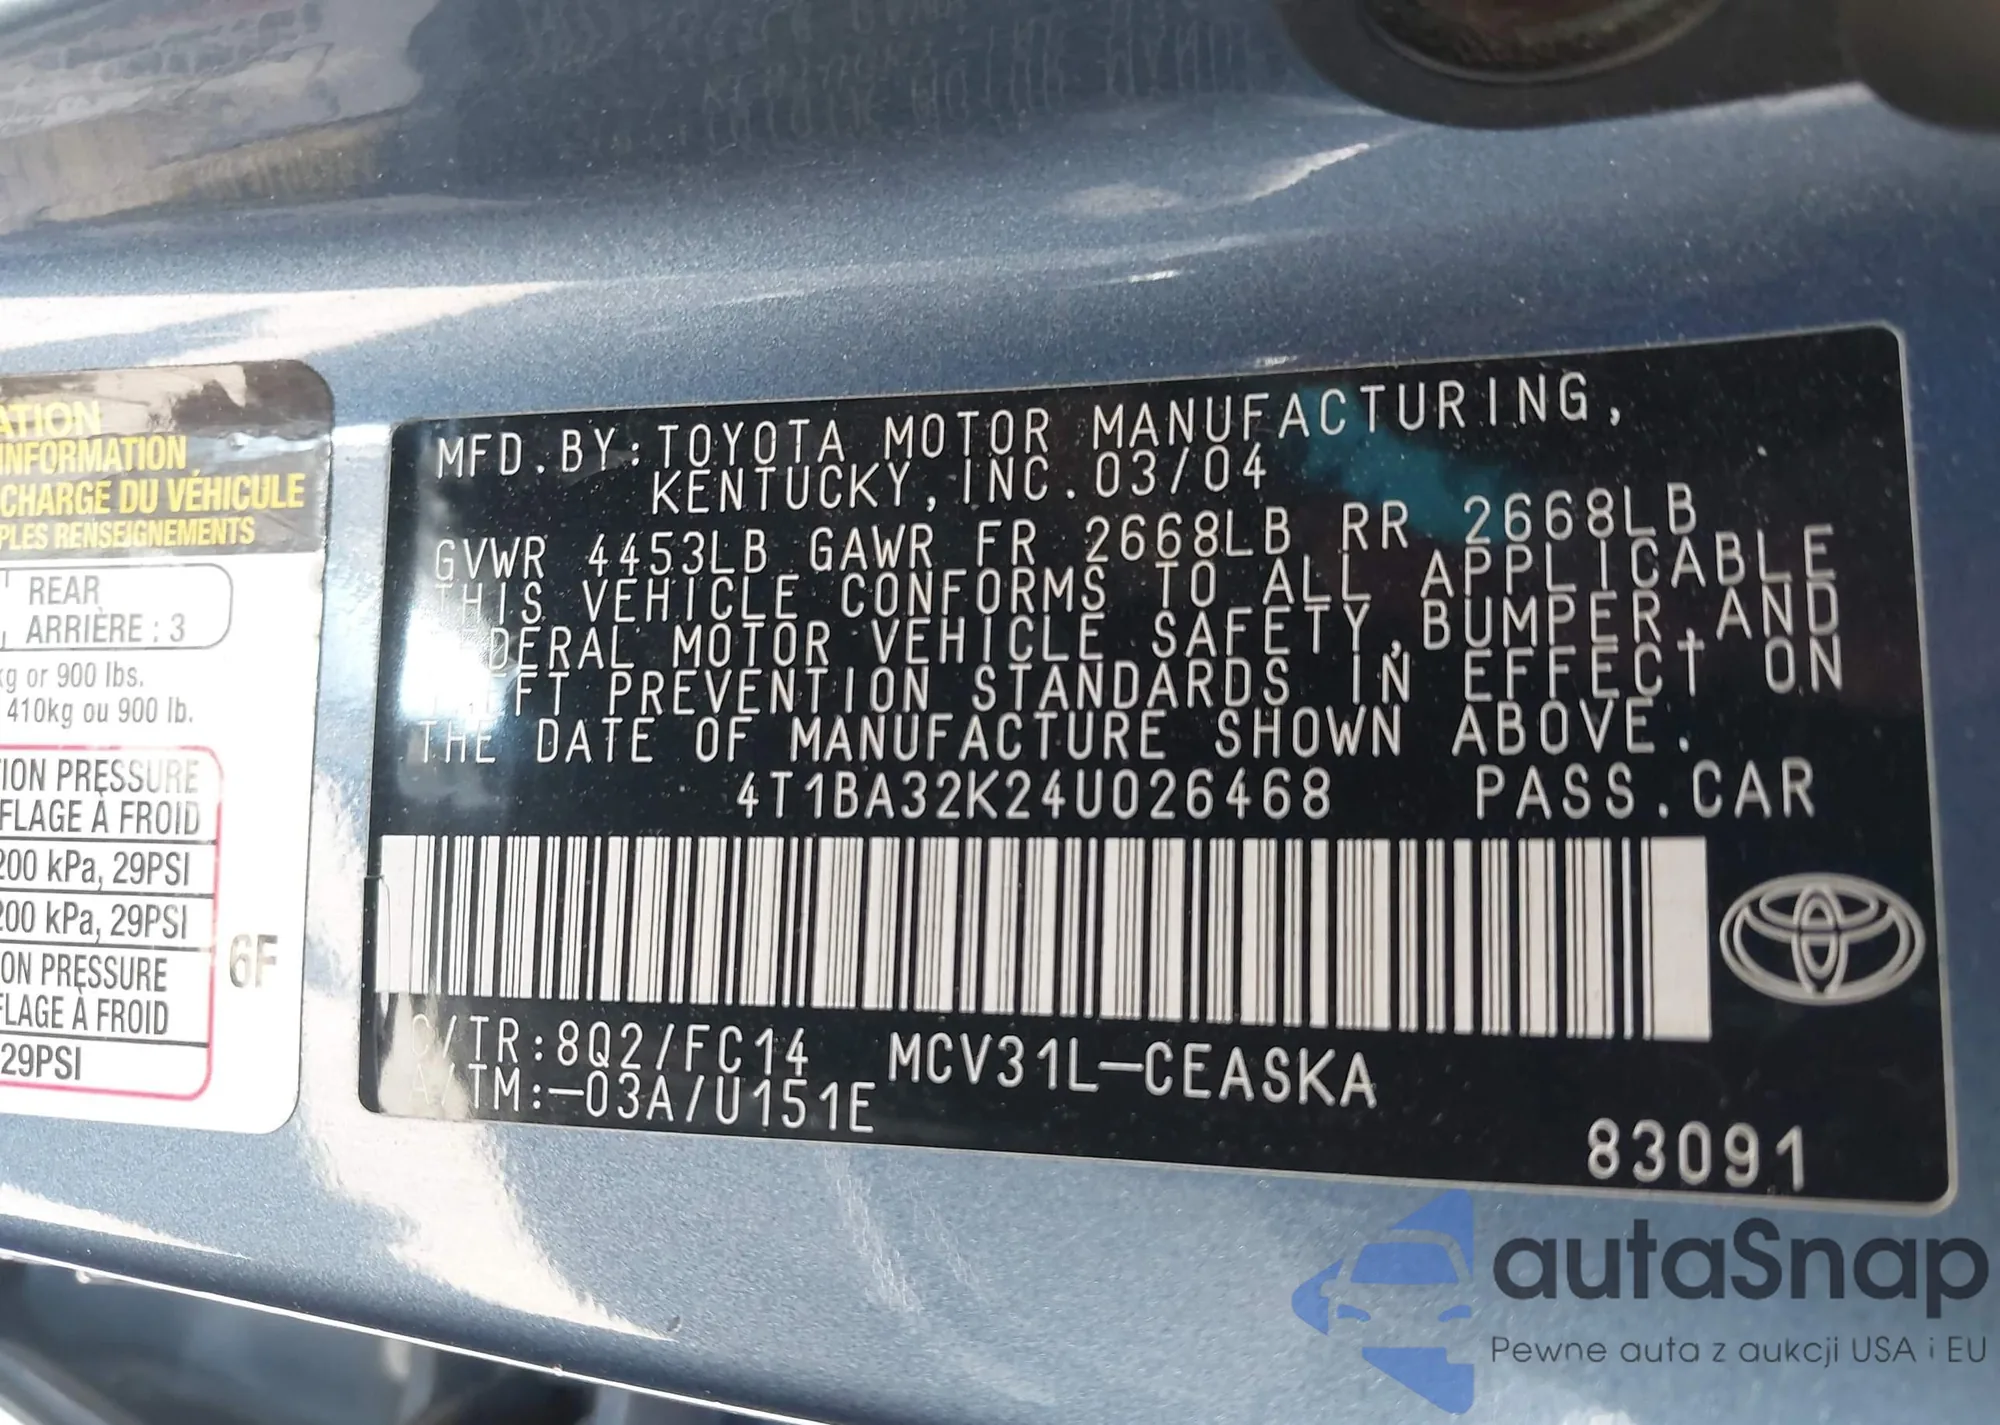 ATION
INFORMATION
CHARGE DU VÉHICULE
PLES RENSEIGNEMENTS
REAR
ARRIÈRE : 3
kg or 900 lbs.
410kg ou 900 lb.
ION PRESSURE
FLAGE À FROID
200 kPa, 29PSI
200 kPa, 29PSI
ON PRESSURE
FLAGE À FROID
29PSI
6F
MFD.BY:TOYOTA MOTOR MANUFACTURING,
KENTUCKY,INC.03/04
GVWR 4453LB GAWR FR 2668LB RR 2668LB
THIS VEHICLE CONFORMS TO ALL APPLICABLE
FEDERAL MOTOR VEHICLE SAFETY,BUMPER,AND
THEFT PREVENTION STANDARDS IN EFFECT ON
THE DATE OF MANUFACTURE SHOWN ABOVE.
4T1BA32K24U026468 PASS.CAR
C/TR:8Q2/FC14 MCV31L-CEASKA
A/TM:-03A/U151E
83091
autaSnap
Pewne auta z aukcji USA i EU